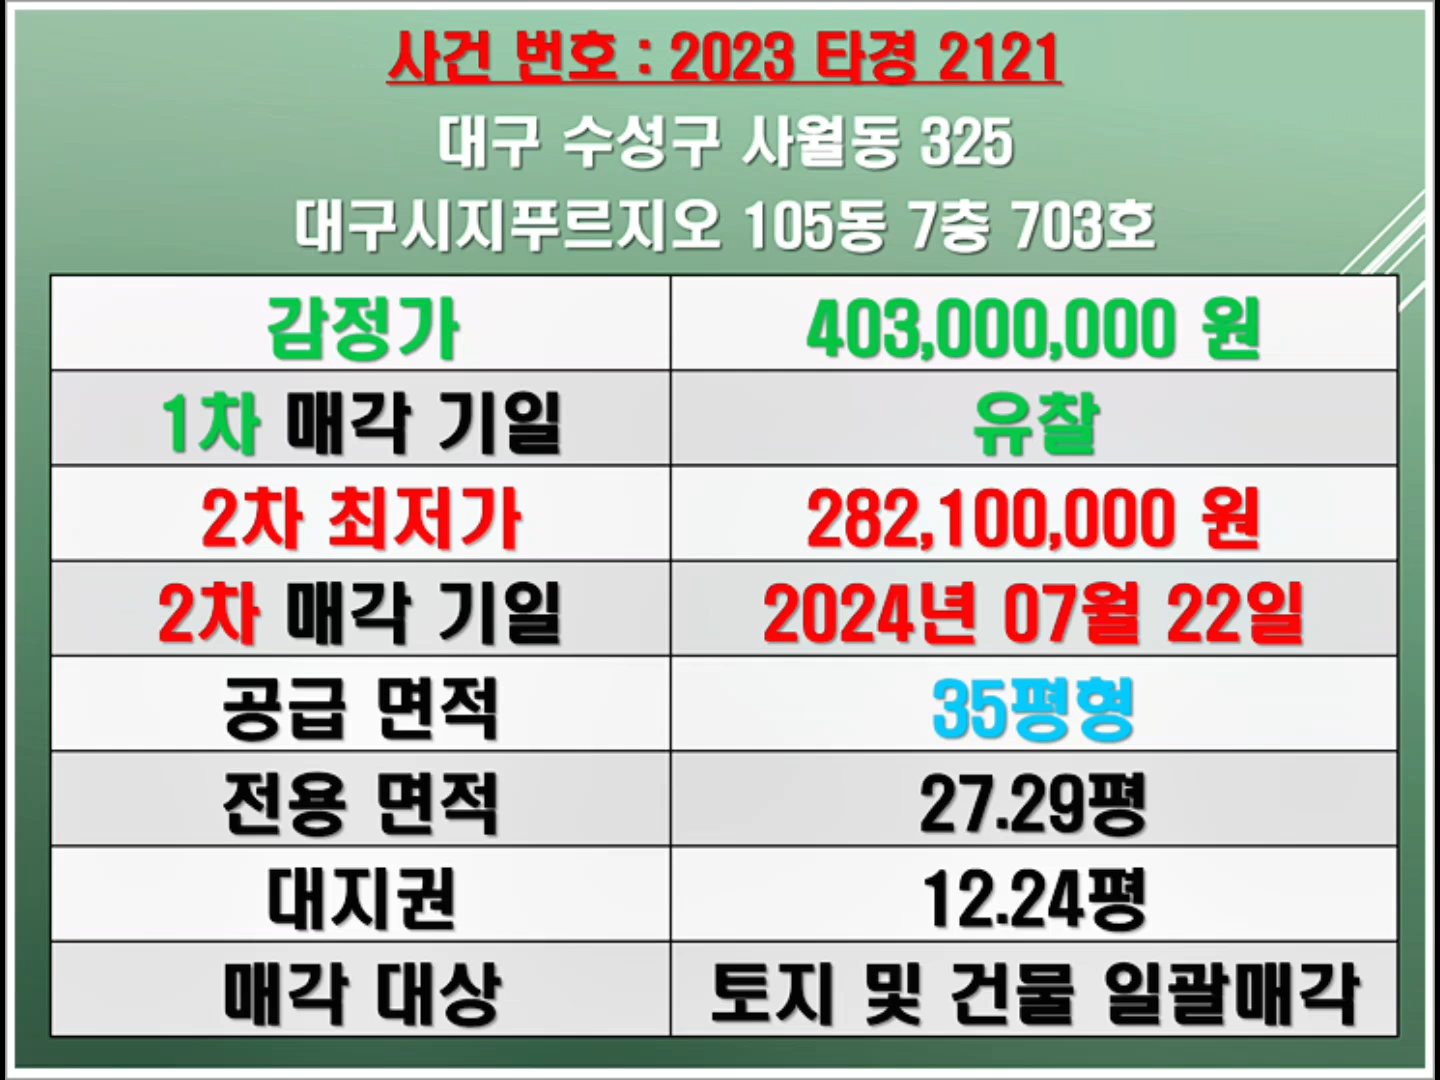 사건 번호 : 2023 타경 2121
대구 수성구 사월동 325
대구시지푸르지오 105동 7층 703호
감정가 403,000,000 원
1차 매각 기일 유찰
2차 최저가 282,100,000 원
2차 매각 기일 2024년 07월 22일
공급 면적 35평형
전용 면적 27.29평
대지권 12.24평
매각 대상 토지 및 건물 일괄매각